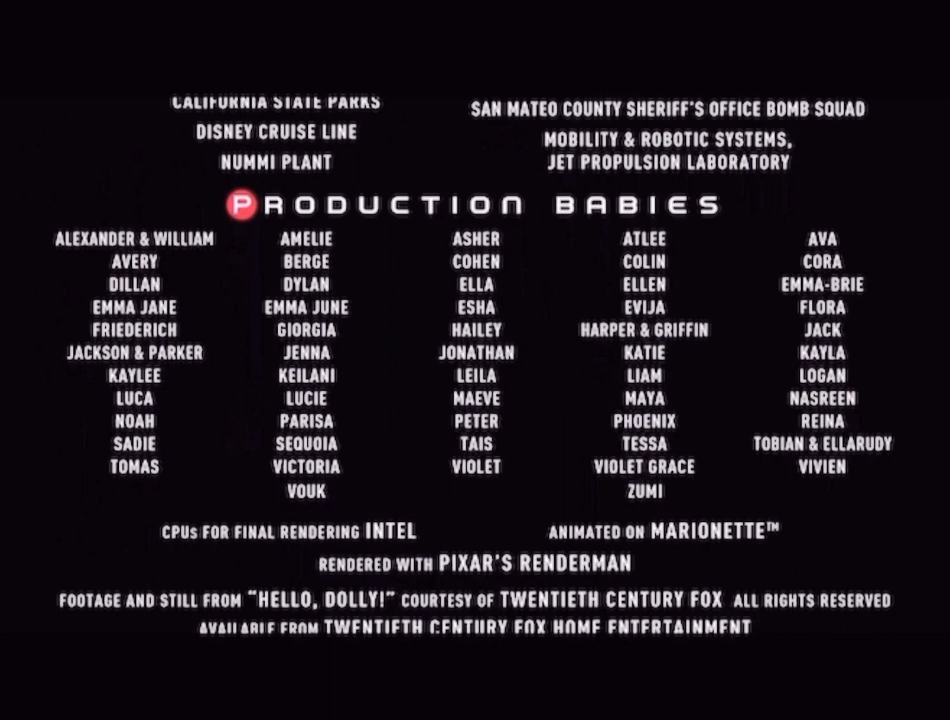 CALIFORNIA STATE PARKS
SAN MATEO COUNTY SHERIFF'S OFFICE BOMB SQUAD
DISNEY CRUISE LINE
MOBILITY & ROBOTIC SYSTEMS,
JET PROPULSION LABORATORY
NUMMI PLANT
PRODUCTION BABIES
ALEXANDER & WILLIAM AMELIE ASHER ATLEE AVA
AVERY BERGE COHEN COLIN CORA
DILLAN DYLAN ELLA ELLEN EMMA-BRIE
EMMA JANE EMMA JUNE ESHA EVIJA FLORA
FRIEDERICH GIORGIA HAILEY HARPER & GRIFFIN JACK
JACKSON & PARKER JENNA JONATHAN KATIE KAYLA
KAYLEE KEILANI LEILA LIAM LOGAN
LUCA LUCIE MAEVE MAYA NASREEN
NOAH PARISA PETER PHOENIX REINA
SADIE SEQUOIA TAIS TESSA TOBIAN & ELLARUDY
TOMAS VICTORIA VIOLET VIOLET GRACE VIVIEN
VOUK ZUMI
CPUs FOR FINAL RENDERING INTEL
ANIMATED ON MARIONETTE™
RENDERED WITH PIXAR'S RENDERMAN
FOOTAGE AND STILL FROM "HELLO, DOLLY!" COURTESY OF TWENTIETH CENTURY FOX ALL RIGHTS RESERVED
AVAILABLE FROM TWENTIETH CENTURY FOX HOME ENTERTAINMENT